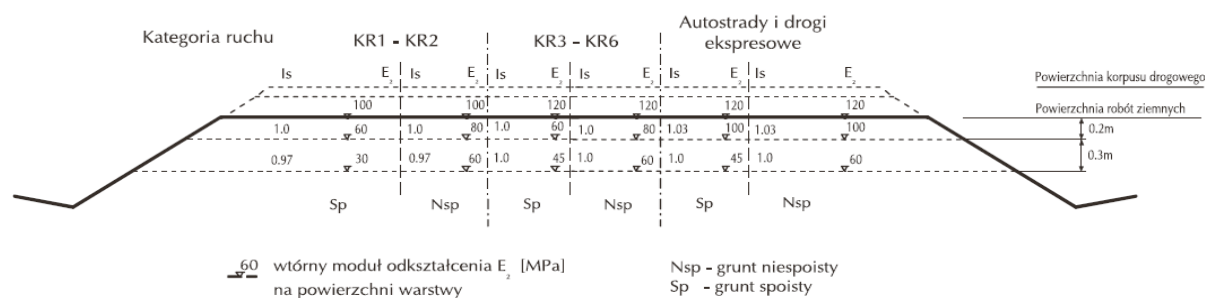 Kategoria ruchu KR1 - KR2 KR3 - KR6 Autostrady i drogi
ekspresowe
Is E₂ Is E₂ Is E₂ Is E₂ Is E₂ Is E₂
Powierzchnia korpusu drogowego
100 100 120 120 120 120
Powierzchnia robót ziemnych
1.0 60 1.0 80 1.0 60 1.0 80 1.03 100 1.03 100 0.2m
0.97 30 0.97 60 1.0 45 1.0 60 1.0 45 1.0 60 0.3m
Sp Nsp Sp Nsp Sp Nsp
60 wtórny moduł odkształcenia E₂ [MPa]
na powierzchni warstwy
Nsp - grunt niespoisty
Sp - grunt spoisty